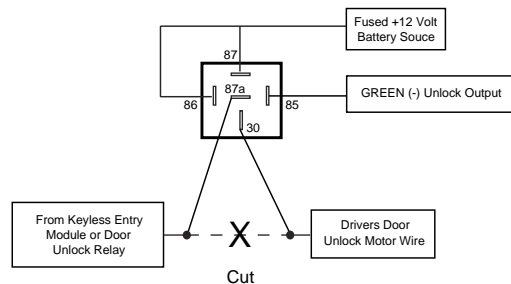 Fused +12 Volt
Battery Souce
87
87a
86
85
GREEN (-) Unlock Output
30
From Keyless Entry
Module or Door
Unlock Relay
X
Drivers Door
Unlock Motor Wire
Cut